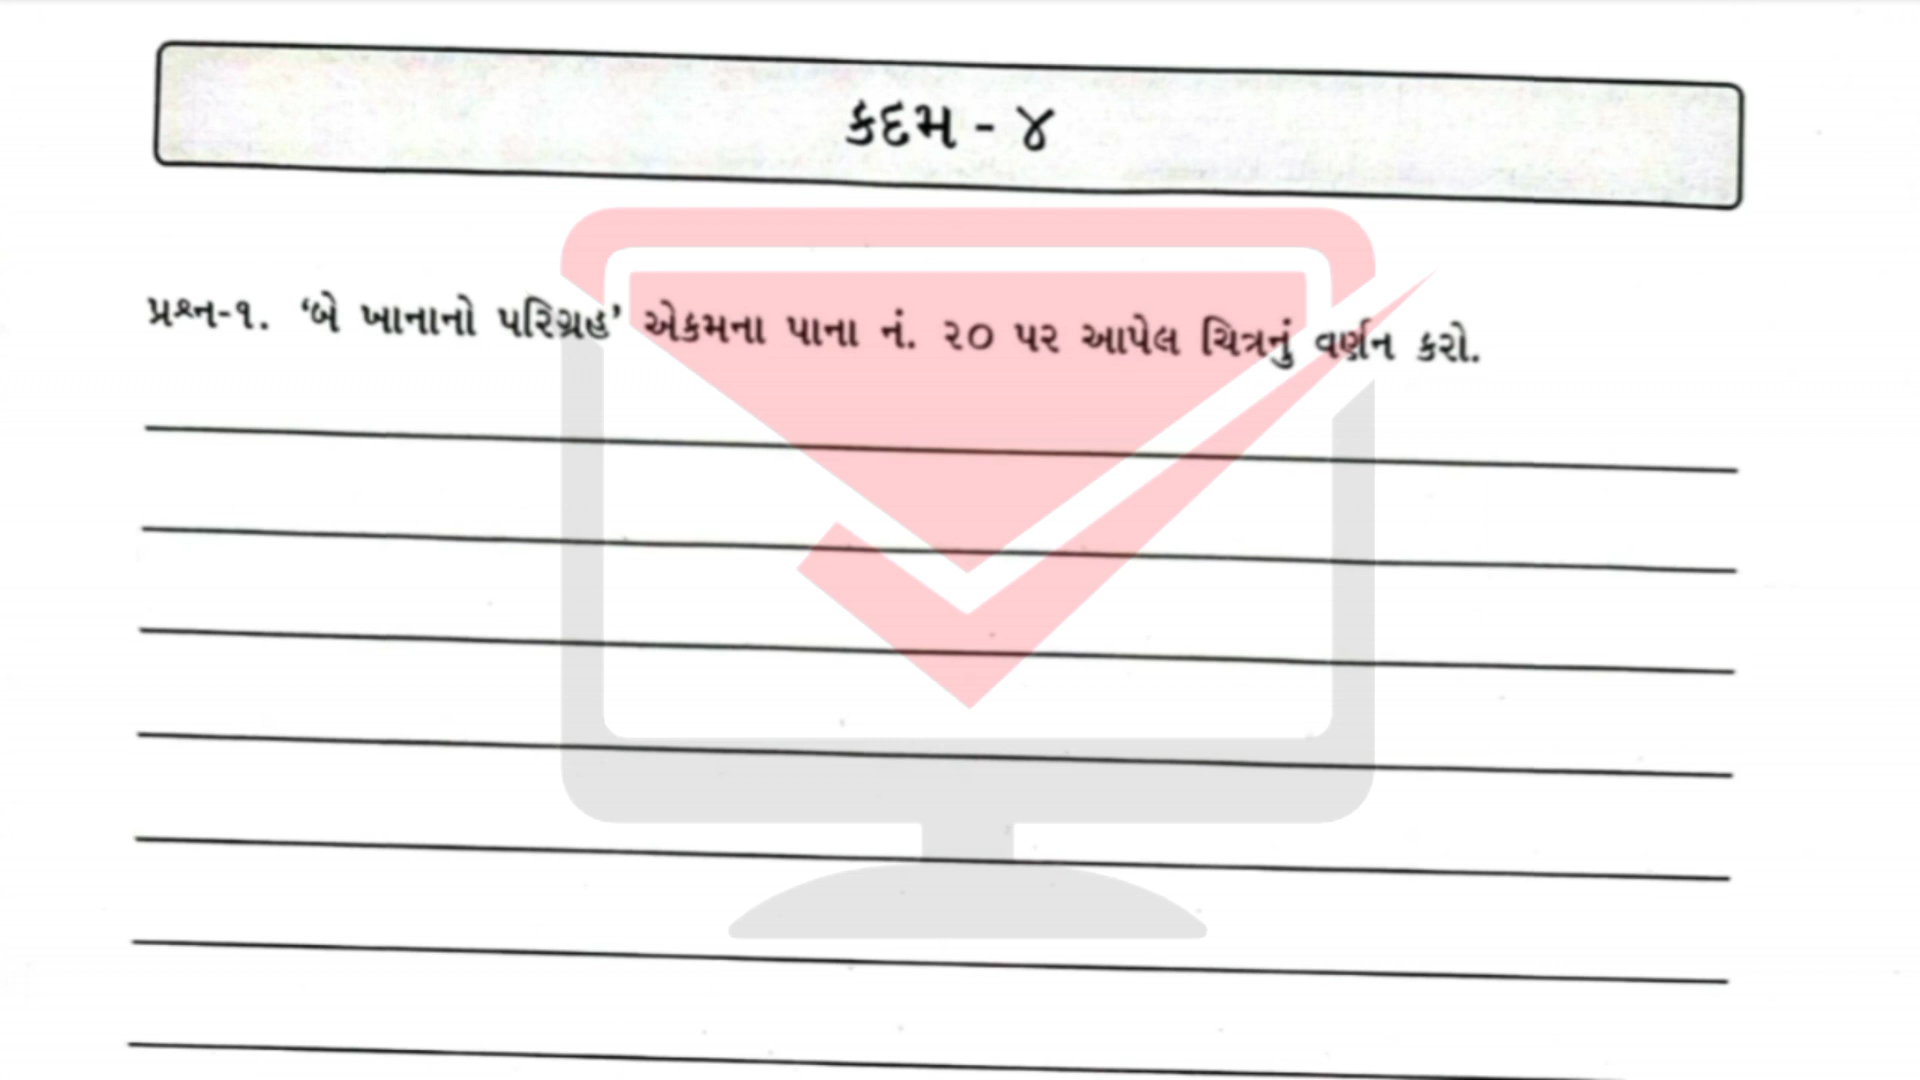 કદમ - ૪
પ્રશ્ન-૧. ‘બે ખાનાનો પરિગ્રહ’ એકમના પાના નં. ૨૦ પર આપેલ ચિત્રનું વર્ણન કરો.